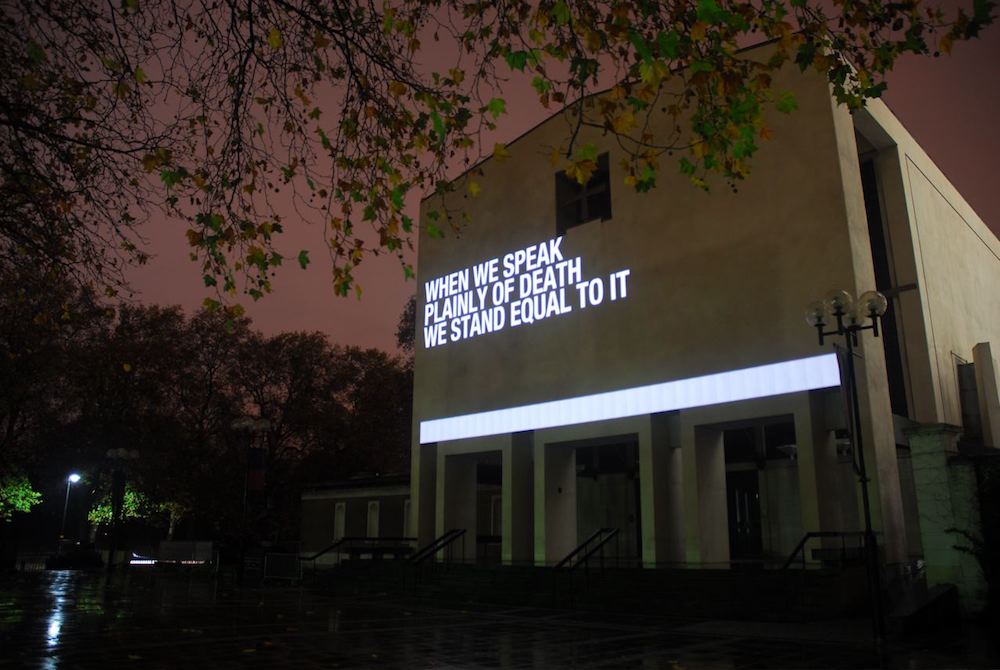 WHEN WE SPEAK
PLAINLY OF DEATH
WE STAND EQUAL TO IT